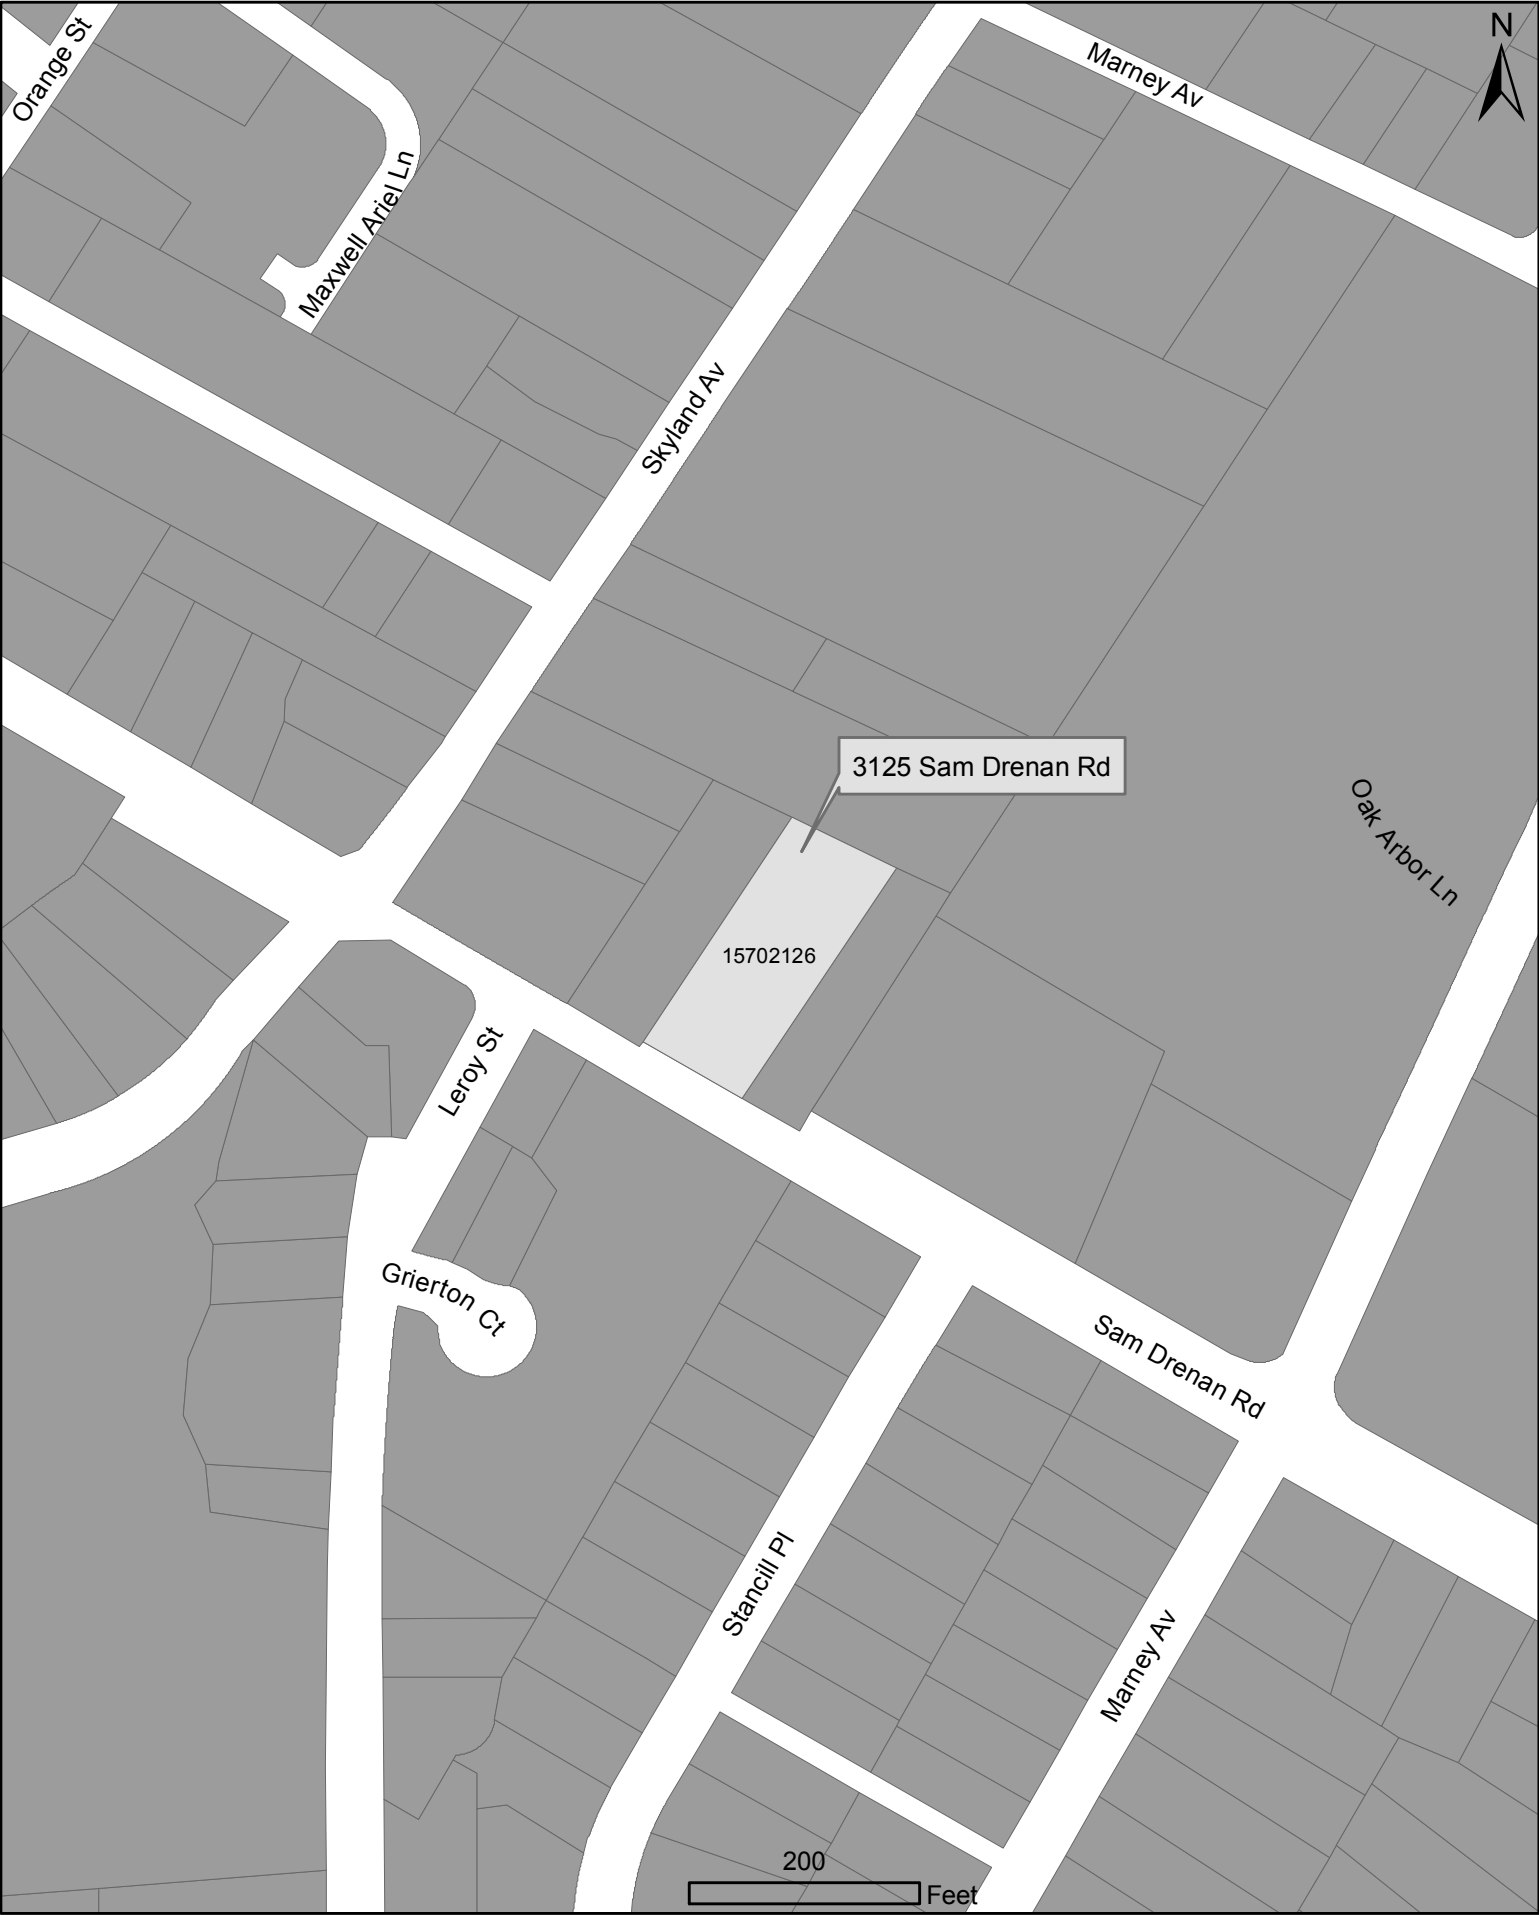 N
Orange St
Marney Av
Maxwell Ariel Ln
Skyland Av
3125 Sam Drenan Rd
Oak Arbor Ln
15702126
Leroy St
Grierton Ct
Sam Drenan Rd
Stancill Pl
Marney Av
200
Feet